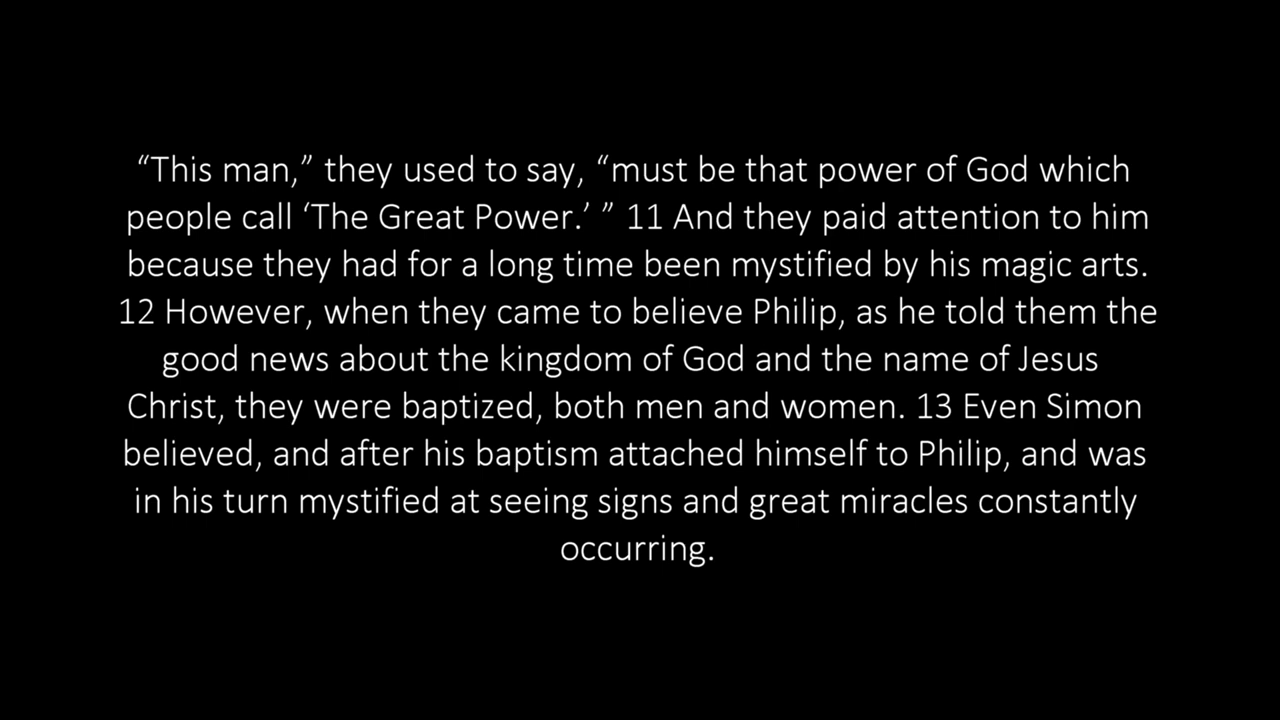 “This man,” they used to say, “must be that power of God which
people call ‘The Great Power.’ ” 11 And they paid attention to him
because they had for a long time been mystified by his magic arts.
12 However, when they came to believe Philip, as he told them the
good news about the kingdom of God and the name of Jesus
Christ, they were baptized, both men and women. 13 Even Simon
believed, and after his baptism attached himself to Philip, and was
in his turn mystified at seeing signs and great miracles constantly
occurring.